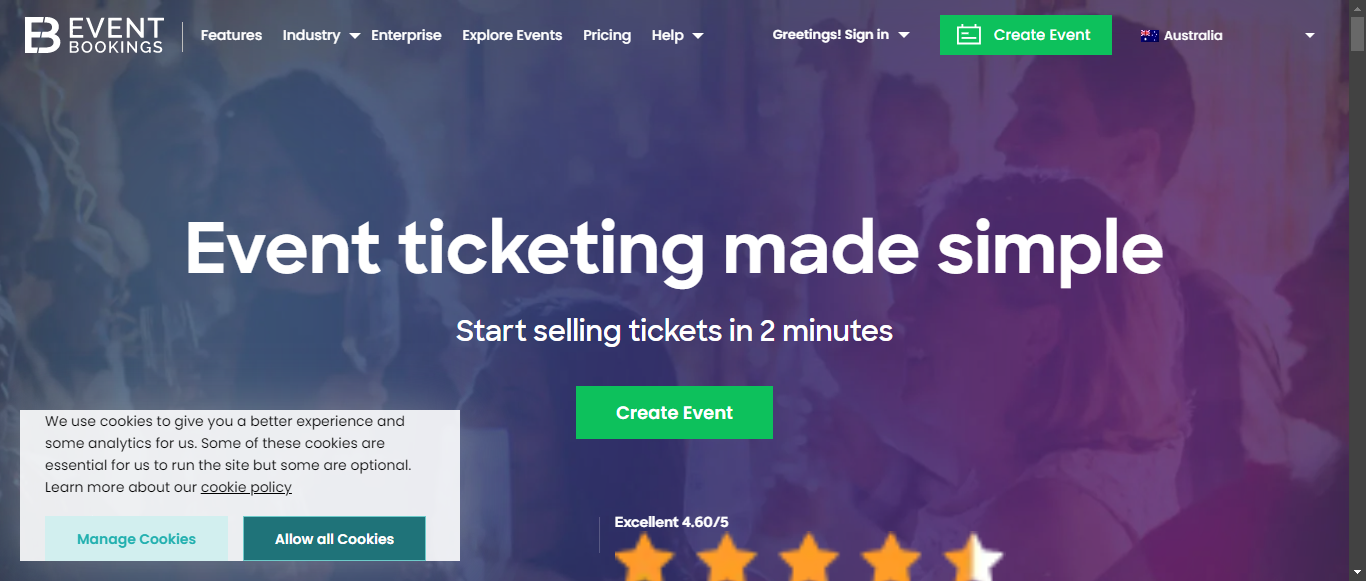 EVENT
BOOKINGS
Features
Industry
Enterprise
Explore Events
Pricing
Help
Greetings! Sign in
Create Event
Australia
Event ticketing made simple
Start selling tickets in 2 minutes
Create Event
We use cookies to give you a better experience and
some analytics for us. Some of these cookies are
essential for us to run the site but some are optional.
Learn more about our cookie policy
Manage Cookies
Allow all Cookies
Excellent 4.60/5